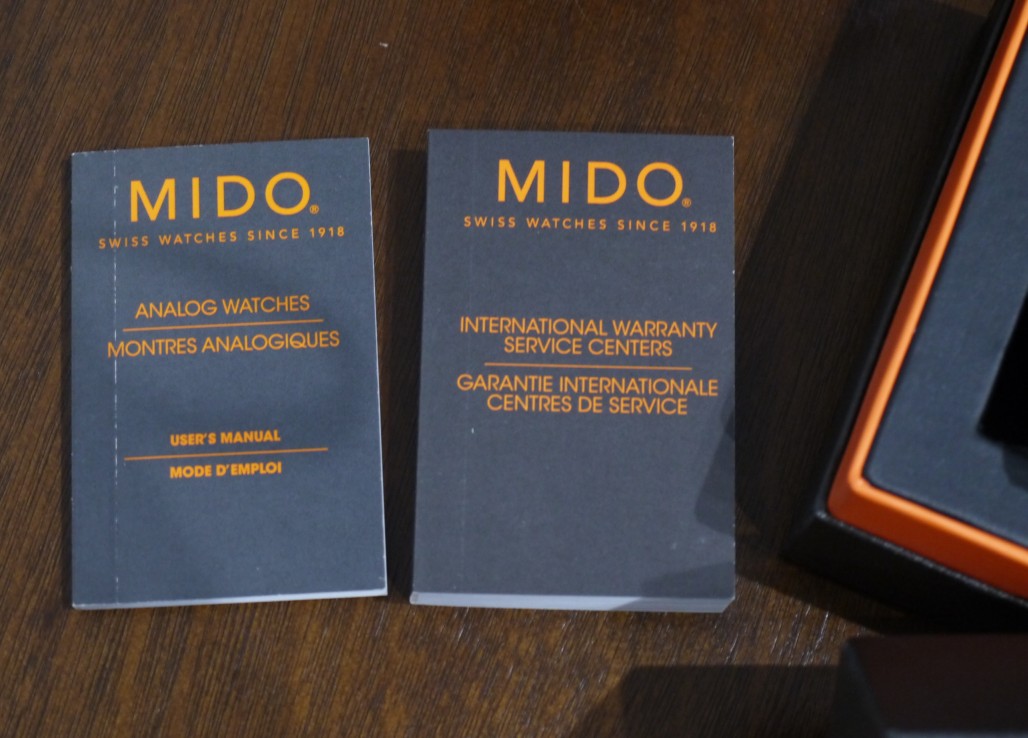 MIDO®
SWISS WATCHES SINCE 1918
ANALOG WATCHES
MONTRES ANALOGIQUES
USER'S MANUAL
MODE D'EMPLOI
MIDO®
SWISS WATCHES SINCE 1918
INTERNATIONAL WARRANTY
SERVICE CENTERS
GARANTIE INTERNATIONALE
CENTRES DE SERVICE